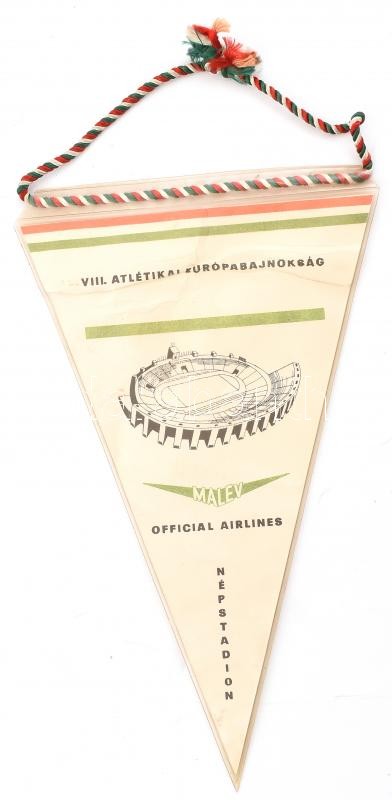 VIII. ATLÉTIKAI EURÓPABAJNOKSÁG
MALÉV
OFFICIAL AIRLINES
NÉPSTADION